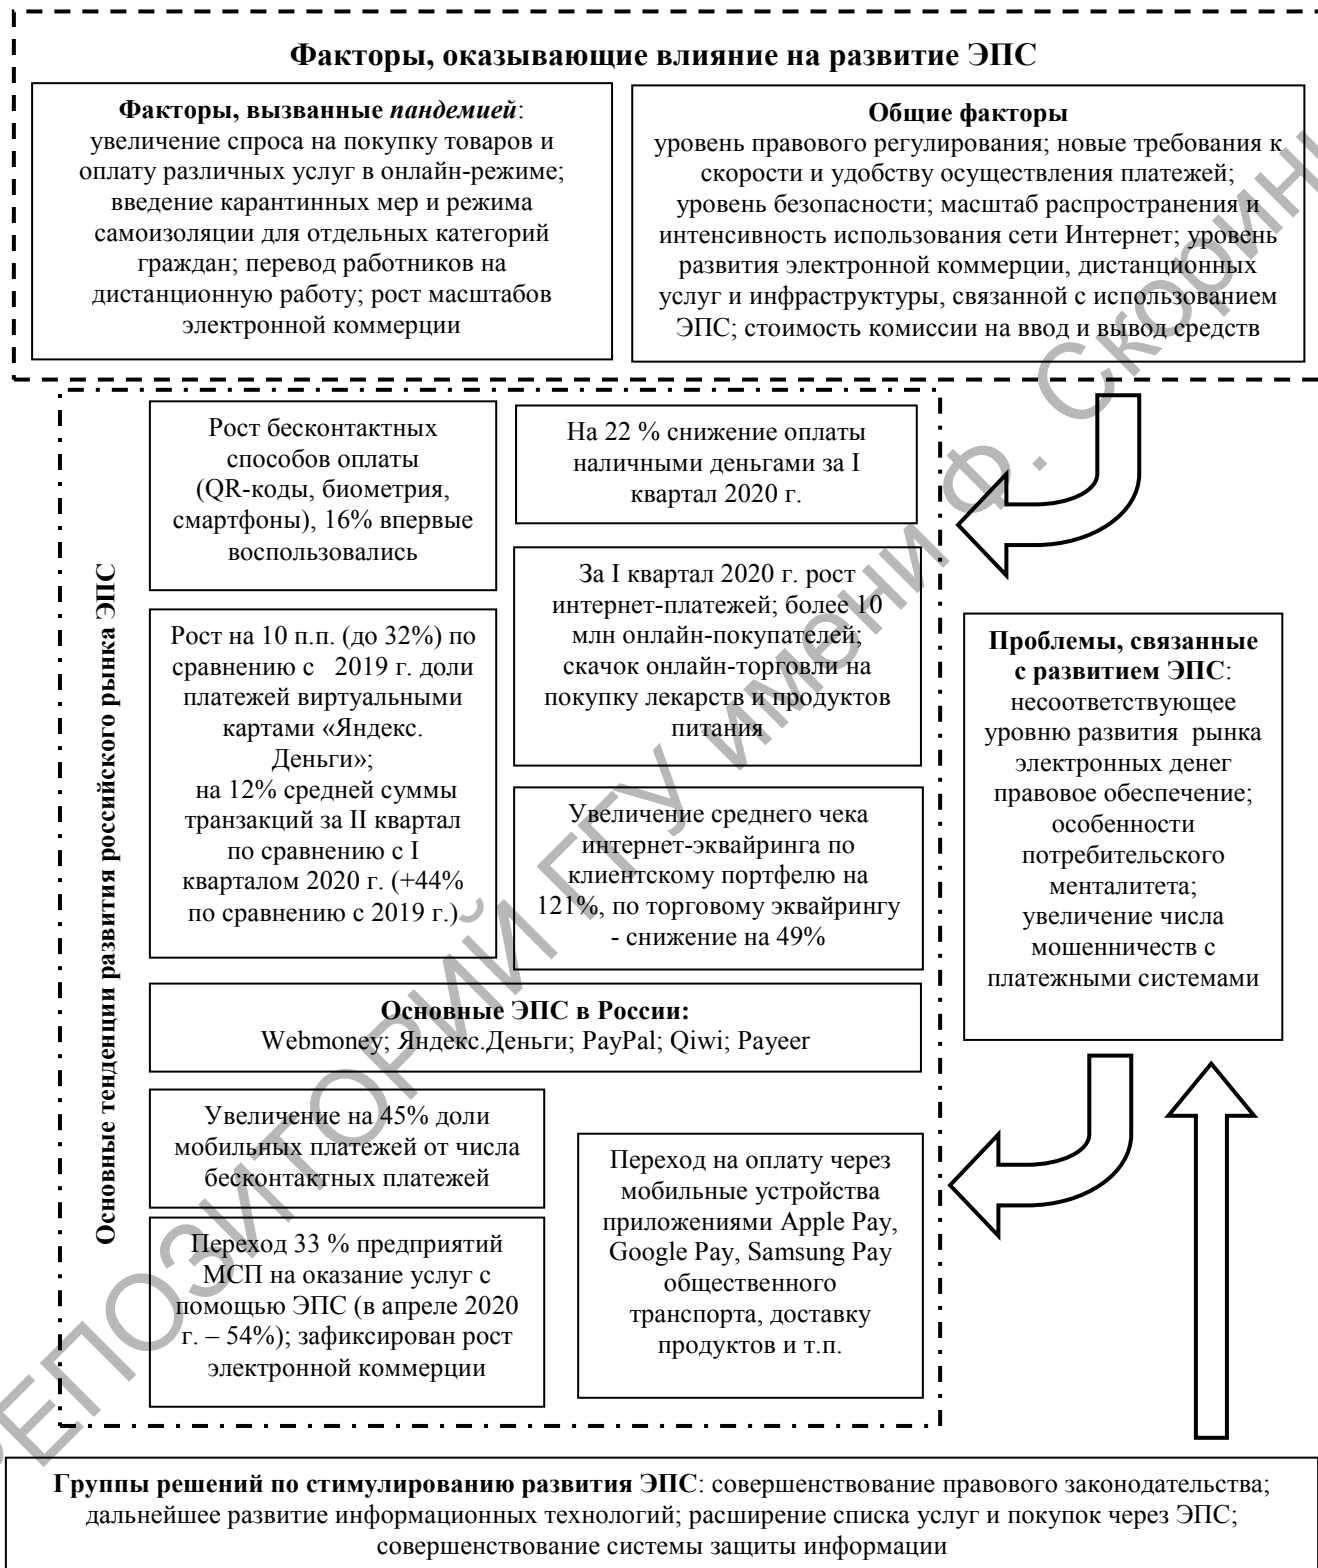 Факторы, оказывающие влияние на развитие ЭПС
Факторы, вызванные пандемией:
увеличение спроса на покупку товаров и
оплату различных услуг в онлайн-режиме;
введение карантинных мер и режима
самоизоляции для отдельных категорий
граждан; перевод работников на
дистанционную работу; рост масштабов
электронной коммерции
Общие факторы
уровень правового регулирования; новые требования к
скорости и удобству осуществления платежей;
уровень безопасности; масштаб распространения и
интенсивность использования сети Интернет; уровень
развития электронной коммерции, дистанционных
услуг и инфраструктуры, связанной с использованием
ЭПС; стоимость комиссии на ввод и вывод средств
Основные тенденции развития российского рынка ЭПС
Рост бесконтактных
способов оплаты
(QR-коды, биометрия,
смартфоны), 16% впервые
воспользовались
На 22 % снижение оплаты
наличными деньгами за I
квартал 2020 г.
Рост на 10 п.п. (до 32%) по
сравнению с 2019 г. доли
платежей виртуальными
картами «Яндекс.
Деньги»;
на 12% средней суммы
транзакций за II квартал
по сравнению с I
кварталом 2020 г. (+44%
по сравнению с 2019 г.)
За I квартал 2020 г. рост
интернет-платежей; более 10
млн онлайн-покупателей;
скачок онлайн-торговли на
покупку лекарств и продуктов
питания
Увеличение среднего чека
интернет-эквайринга по
клиентскому портфелю на
121%, по торговому эквайрингу
- снижение на 49%
Основные ЭПС в России:
Webmoney; Яндекс.Деньги; PayPal; Qiwi; Payeer
Увеличение на 45% доли
мобильных платежей от числа
бесконтактных платежей
Переход 33 % предприятий
МСП на оказание услуг с
помощью ЭПС (в апреле 2020
г. – 54%); зафиксирован рост
электронной коммерции
Переход на оплату через
мобильные устройства
приложениями Apple Pay,
Google Pay, Samsung Pay
общественного
транспорта, доставку
продуктов и т.п.
Проблемы, связанные
с развитием ЭПС:
несоответствующее
уровню развития рынка
электронных денег
правовое обеспечение;
особенности
потребительского
менталитета;
увеличение числа
мошенничеств с
платежными системами
Группы решений по стимулированию развития ЭПС: совершенствование правового законодательства;
дальнейшее развитие информационных технологий; расширение списка услуг и покупок через ЭПС;
совершенствование системы защиты информации
РЕПОЗИТОРИЙ ГГУ имени Ф. Скорины